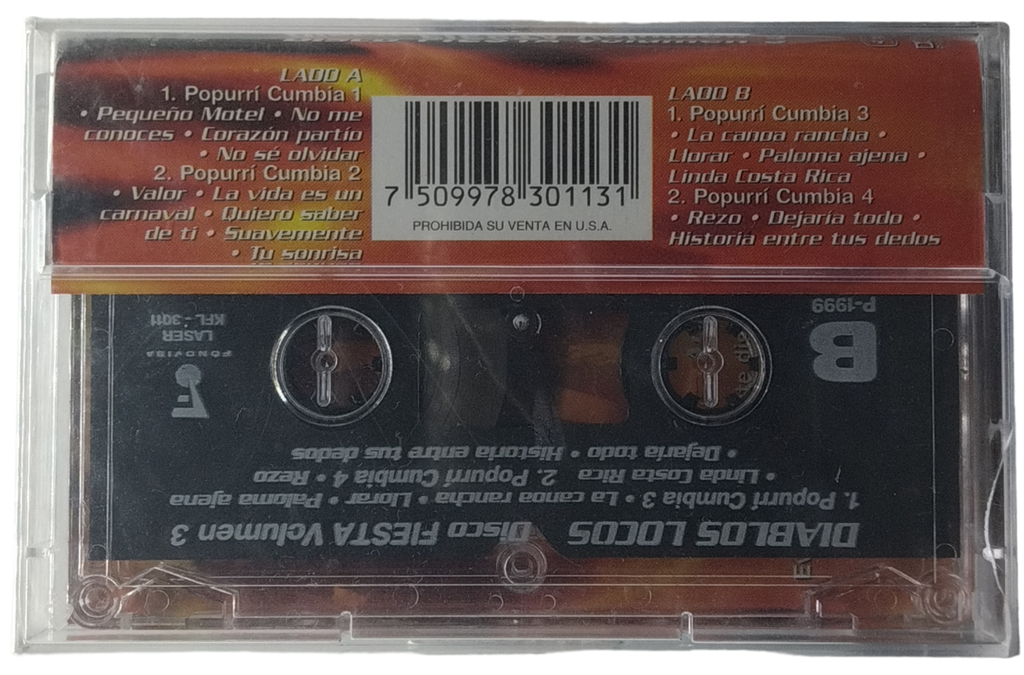 LADO A
1. Popurrí Cumbia 1
• Pequeño Motel • No me
conoces • Corazón partío
• No sé olvidar
2. Popurrí Cumbia 2
• Valor • La vida es un
carnaval • Quiero saber
de ti • Suavemente
• Tu sonrisa
7 509978 301131
PROHIBIDA SU VENTA EN U.S.A.
LADO B
1. Popurrí Cumbia 3
• La canoa rancha •
Llorar • Paloma ajena •
Linda Costa Rica
2. Popurrí Cumbia 4
• Rezo • Dejaría todo •
Historia entre tus dedos
DIABLOS LOCOS Disco FIESTA Volumen 3
1. Popurrí Cumbia 3 • La canoa rancha • Llorar • Paloma ajena
• Linda Costa Rica 2. Popurrí Cumbia 4 • Rezo
• Dejaría todo • Historia entre tus dedos
B
P-1999
F
FONOVISA
LASER
KFL - 3011